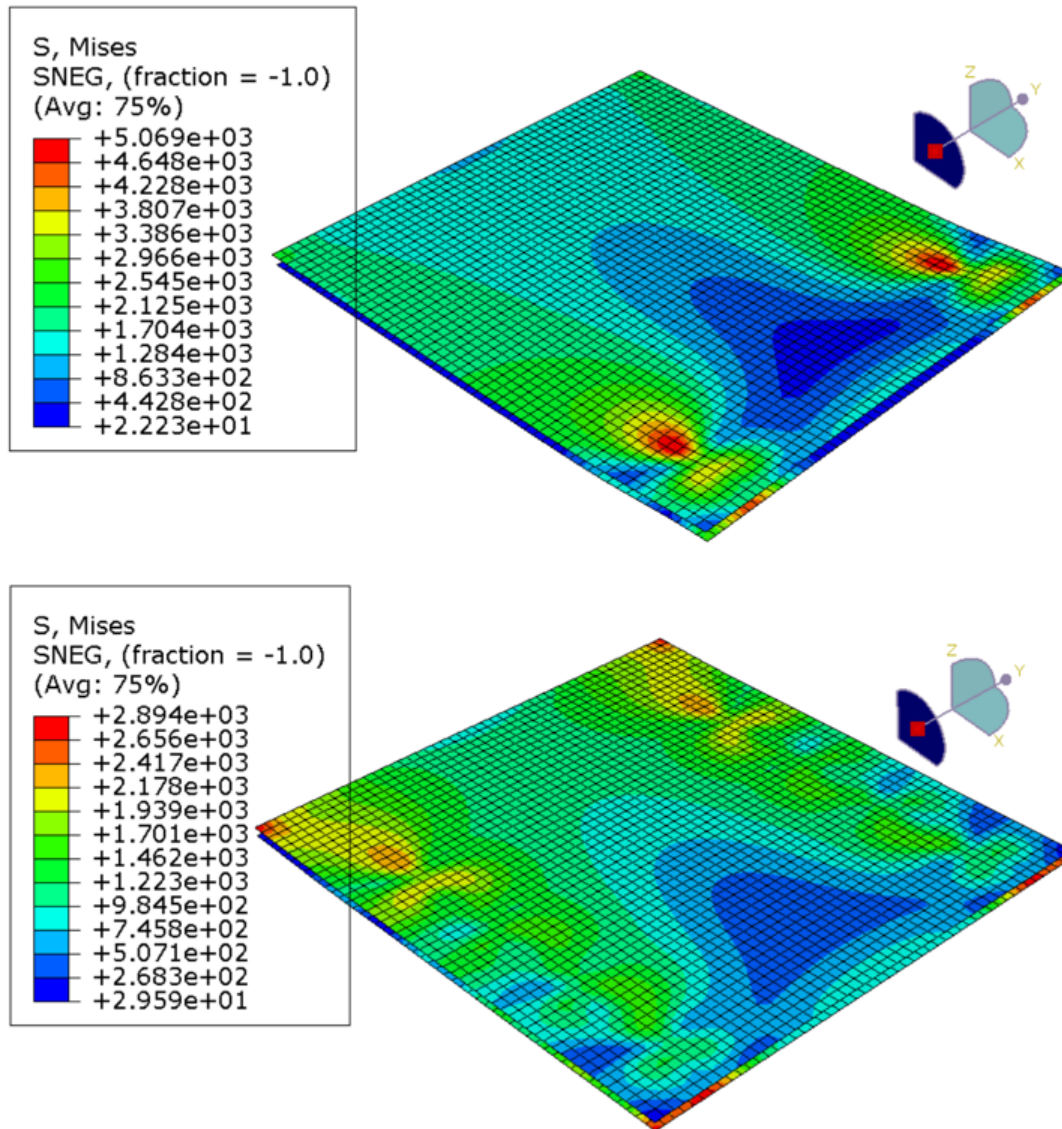 S, Mises
SNEG, (fraction = -1.0)
(Avg: 75%)
+5.069e+03
+4.648e+03
+4.228e+03
+3.807e+03
+3.386e+03
+2.966e+03
+2.545e+03
+2.125e+03
+1.704e+03
+1.284e+03
+8.633e+02
+4.428e+02
+2.223e+01
Z
Y
X
S, Mises
SNEG, (fraction = -1.0)
(Avg: 75%)
+2.894e+03
+2.656e+03
+2.417e+03
+2.178e+03
+1.939e+03
+1.701e+03
+1.462e+03
+1.223e+03
+9.845e+02
+7.458e+02
+5.071e+02
+2.683e+02
+2.959e+01
Z
Y
X